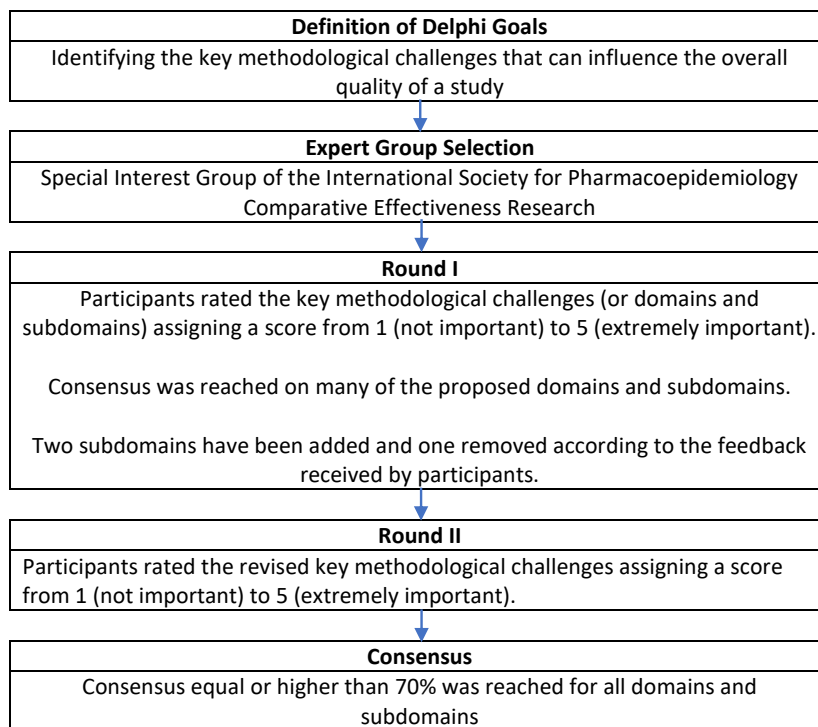 Definition of Delphi Goals
Identifying the key methodological challenges that can influence the overall
quality of a study
Expert Group Selection
Special Interest Group of the International Society for Pharmacoepidemiology
Comparative Effectiveness Research
Round I
Participants rated the key methodological challenges (or domains and
subdomains) assigning a score from 1 (not important) to 5 (extremely important).
Consensus was reached on many of the proposed domains and subdomains.
Two subdomains have been added and one removed according to the feedback
received by participants.
Round II
Participants rated the revised key methodological challenges assigning a score
from 1 (not important) to 5 (extremely important).
Consensus
Consensus equal or higher than 70% was reached for all domains and
subdomains